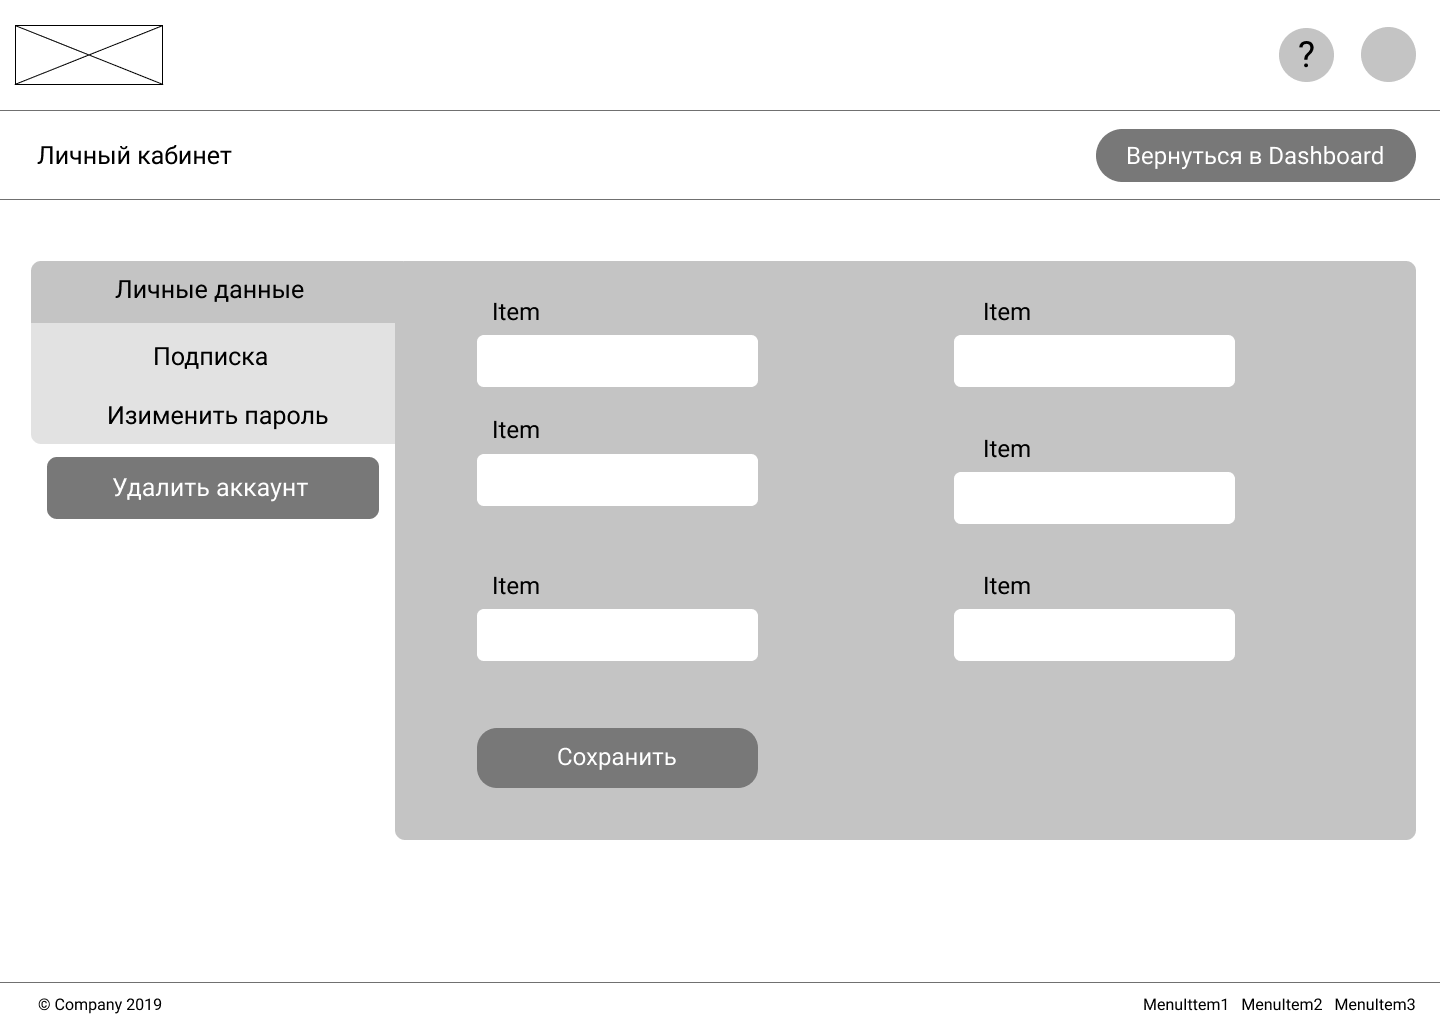 ?
Личный кабинет
Вернуться в Dashboard
Личные данные
Подписка
Изименить пароль
Удалить аккаунт
Item
Item
Item
Item
Item
Item
Сохранить
© Company 2019
MenuIttem1 MenuItem2 MenuItem3